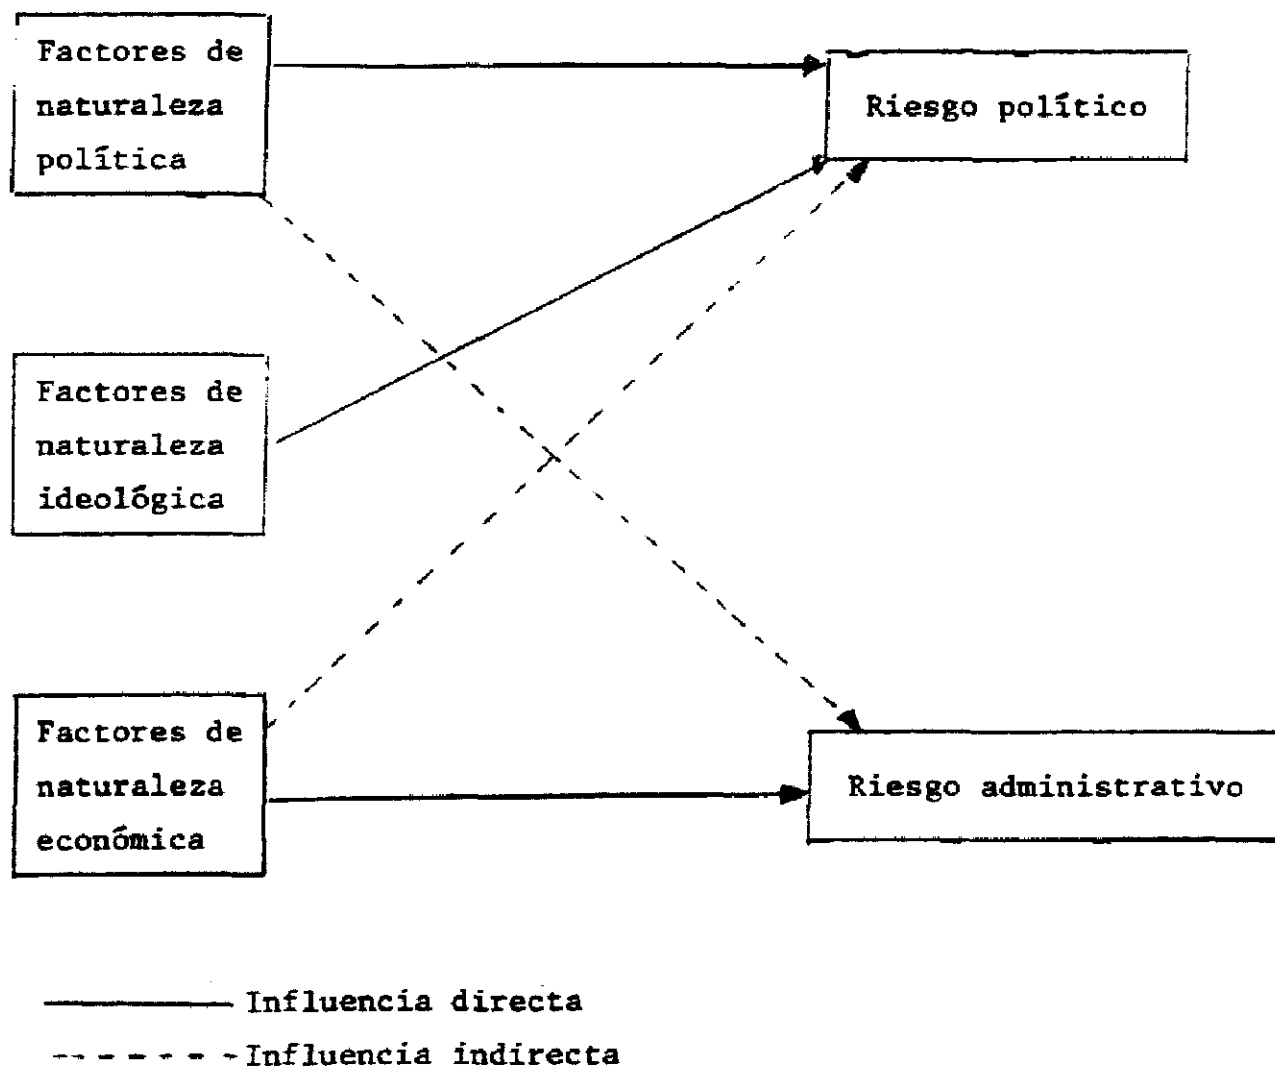 Factores de
naturaleza
política
Riesgo político
Factores de
naturaleza
ideológica
Factores de
naturaleza
económica
Riesgo administrativo
Influencia directa
Influencia indirecta